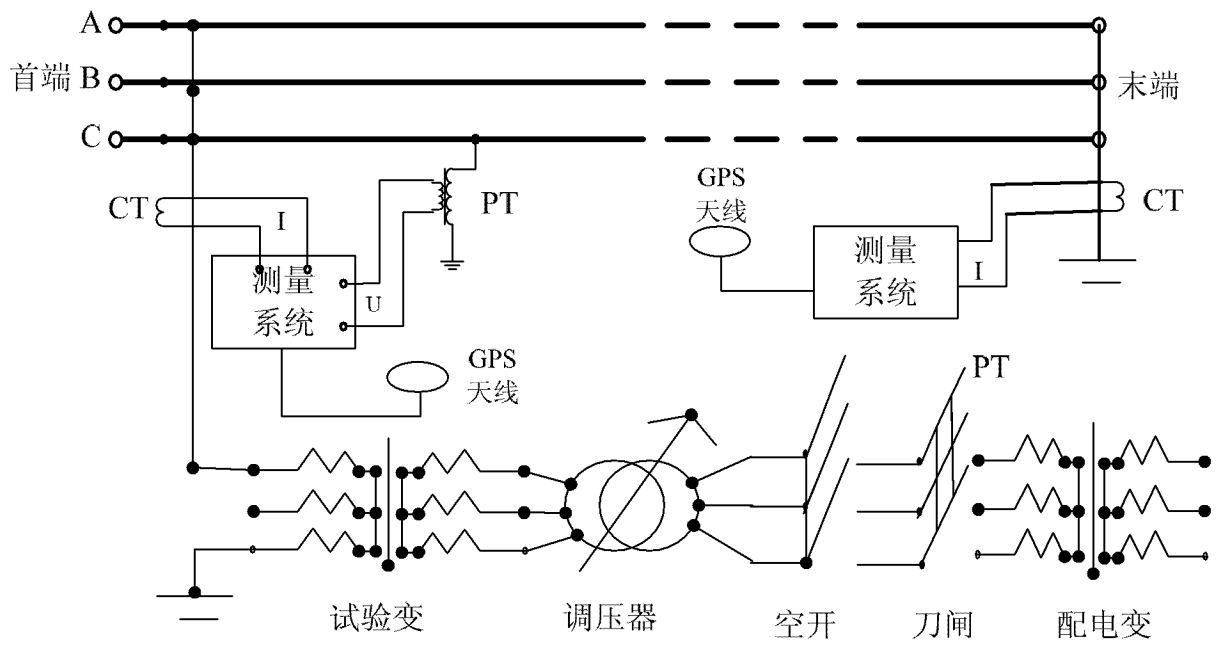 A
首端 B
末端
C
CT
I
PT
GPS
天线
CT
测量
系统
U
测量
系统
I
GPS
天线
PT
试验变
调压器
空开
刀闸
配电变